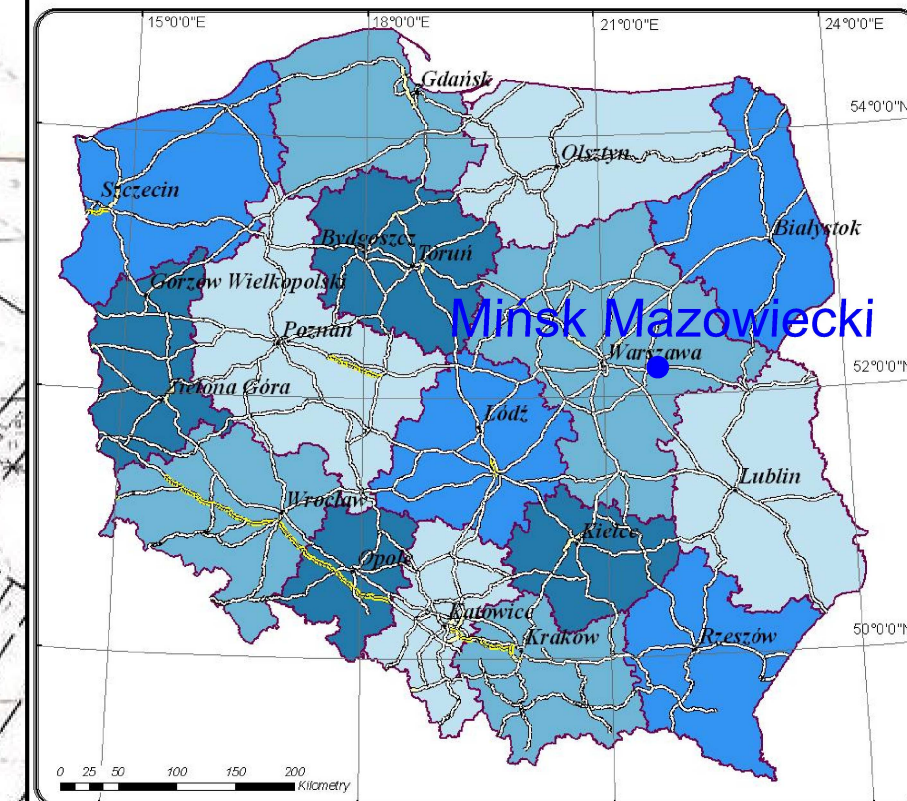 15°0'0"E
18°0'0"E
21°0'0"E
24°0'0"E
Gdańsk
54°0'0"N
Olsztyn
Szczecin
Białystok
Bydgoszcz
Toruń
Gorzów Wielkopolski
Mińsk Mazowiecki
Poznań
Warszawa
52°0'0"N
Zielona Góra
Łódź
Lublin
Wrocław
Kielce
Opole
Katowice
Kraków
Rzeszów
50°0'0"N
0 25 50 100 150 200
Kilometry